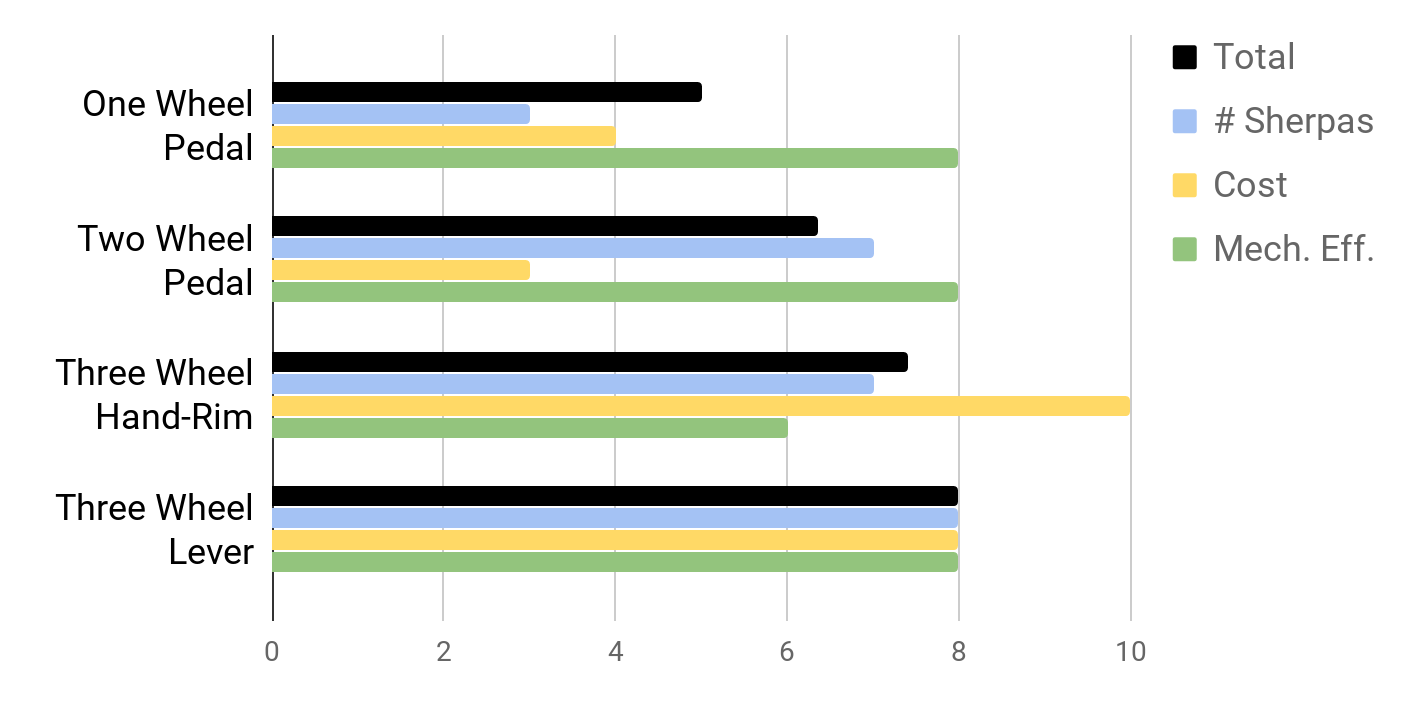 One Wheel
Pedal
Two Wheel
Pedal
Three Wheel
Hand-Rim
Three Wheel
Lever
0 2 4 6 8 10
Total
# Sherpas
Cost
Mech. Eff.